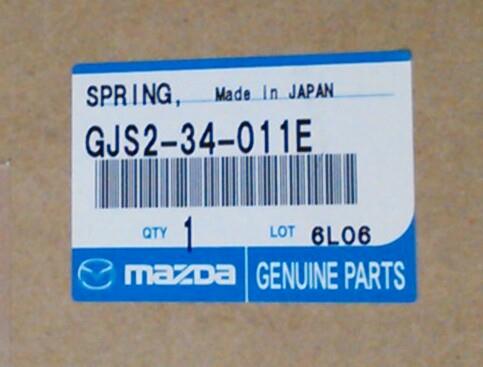 SPRING, Made in JAPAN
GJS2-34-011E
QTY 1 LOT 6L06
mazda GENUINE PARTS